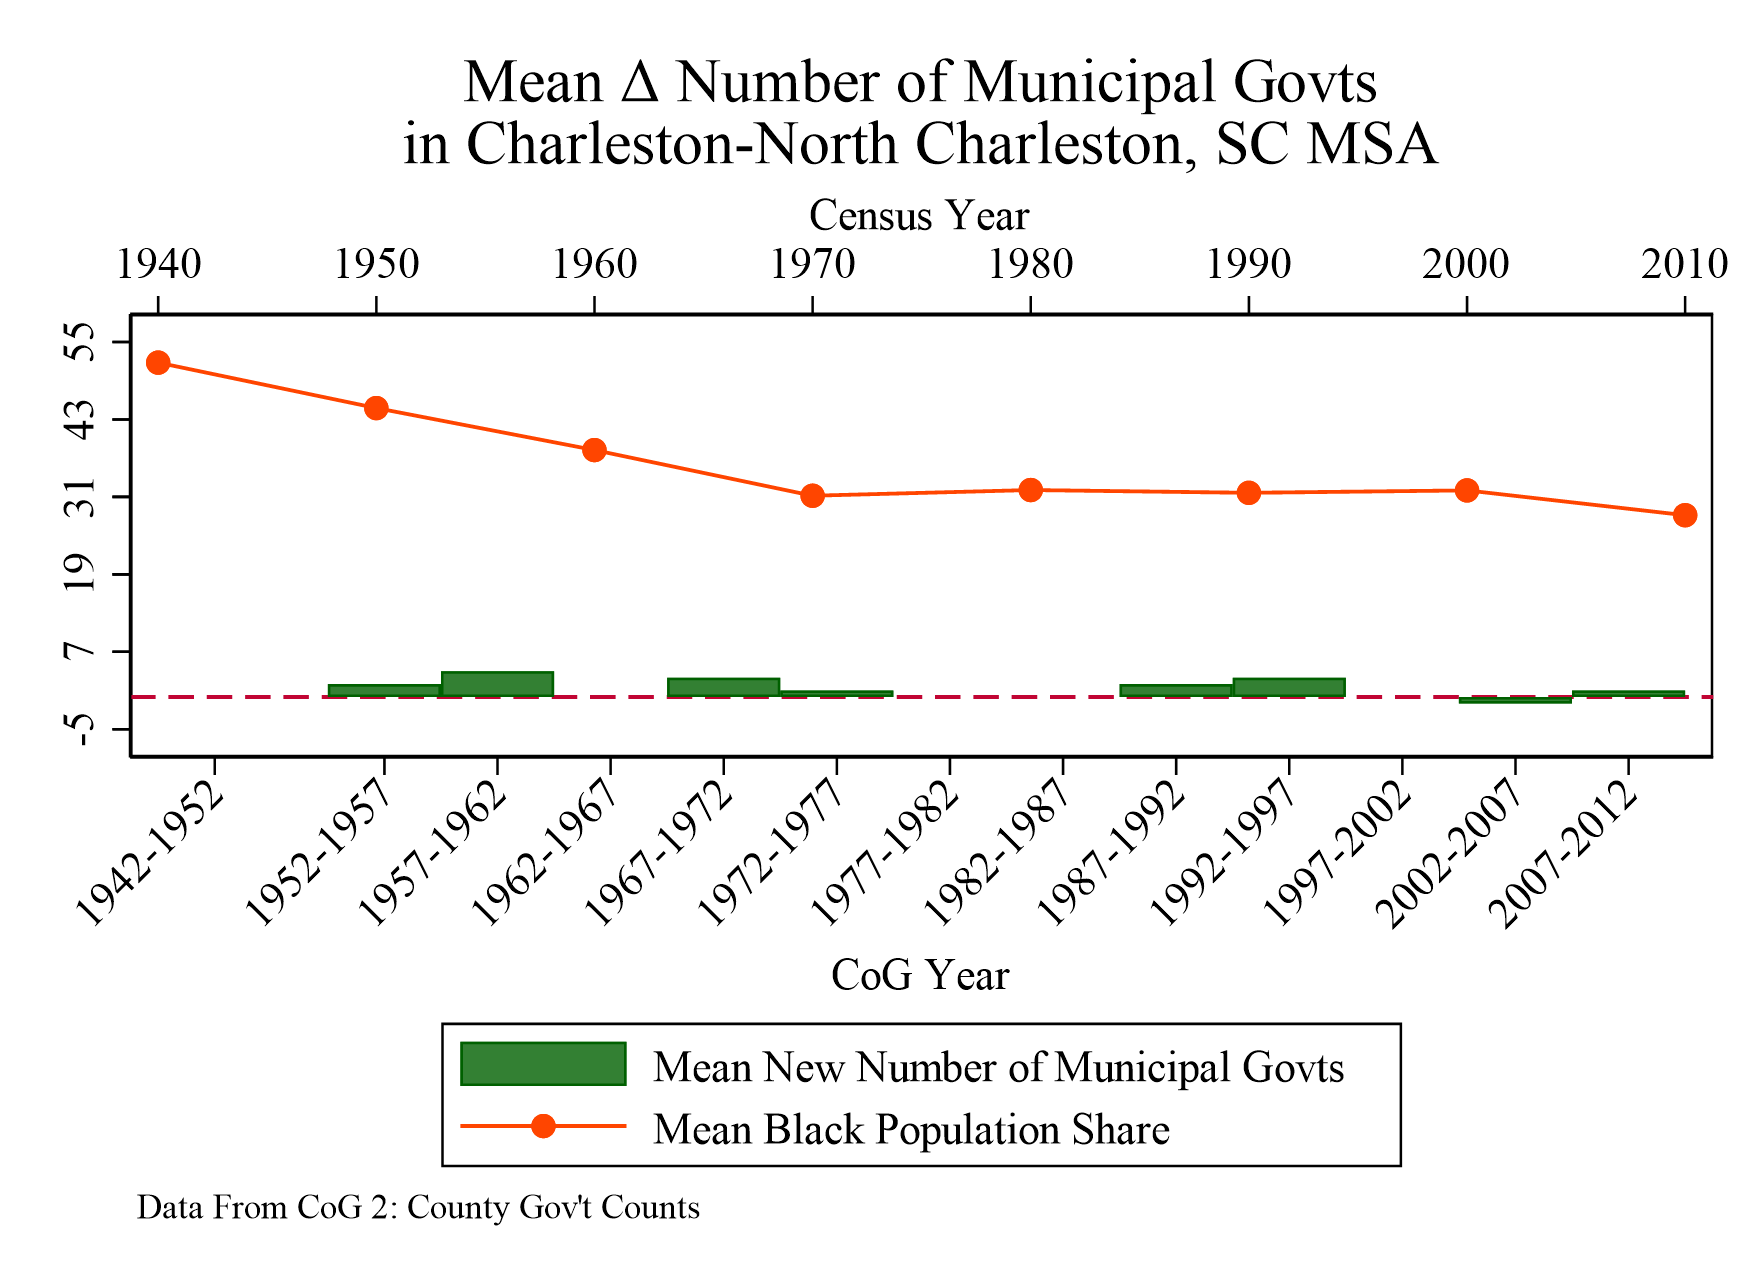 Mean Δ Number of Municipal Govts
in Charleston-North Charleston, SC MSA
Census Year
1940 1950 1960 1970 1980 1990 2000 2010
55
43
31
19
7
-5
1942-1952 1952-1957 1957-1962 1962-1967 1967-1972 1972-1977 1977-1982 1982-1987 1987-1992 1992-1997 1997-2002 2002-2007 2007-2012
CoG Year
Mean New Number of Municipal Govts
Mean Black Population Share
Data From CoG 2: County Gov't Counts